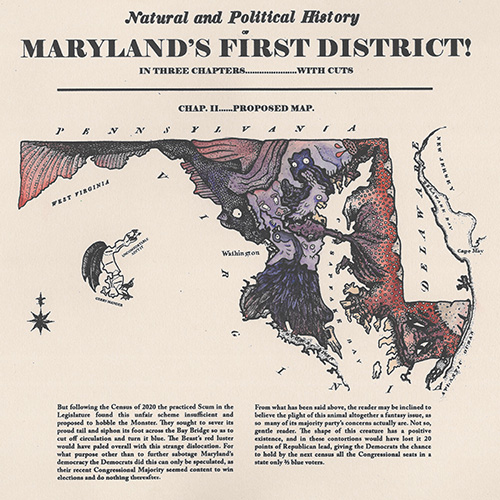 Natural and Political History
OF
MARYLAND'S FIRST DISTRICT!
IN THREE CHAPTERS......................WITH CUTS
CHAP. II......PROPOSED MAP.
PENNSYLVANIA
WEST VIRGINIA
NEW JERSEY
DELAWARE
Cape May
Washington
CHESAPEAKE BAY
VIRGINIA
ATLANTIC OCEAN
GERRY MANDER
But following the Census of 2020 the practiced Scum in the
Legislature found this unfair scheme insufficient and
proposed to hobble the Monster. They sought to sever its
proud tail and siphon its foot across the Bay Bridge so as to
cut off circulation and turn it blue. The Beast's red luster
would have paled overall with this strange dislocation. For
what purpose other than to further sabotage Maryland's
democracy the Democrats did this can only be speculated, as
their recent Congressional Majority seemed content to win
elections and do nothing thereafter.
From what has been said above, the reader may be inclined to
believe the plight of this animal altogether a fantasy issue, as
so many of its majority party's concerns actually are. Not so,
gentle reader. The shape of this creature has a positive
existence, and in these contortions would have lost it 20
points of Republican lead, giving the Democrats the chance
to hold by the next census all the Congressional seats in a
state only ⅔ blue voters.